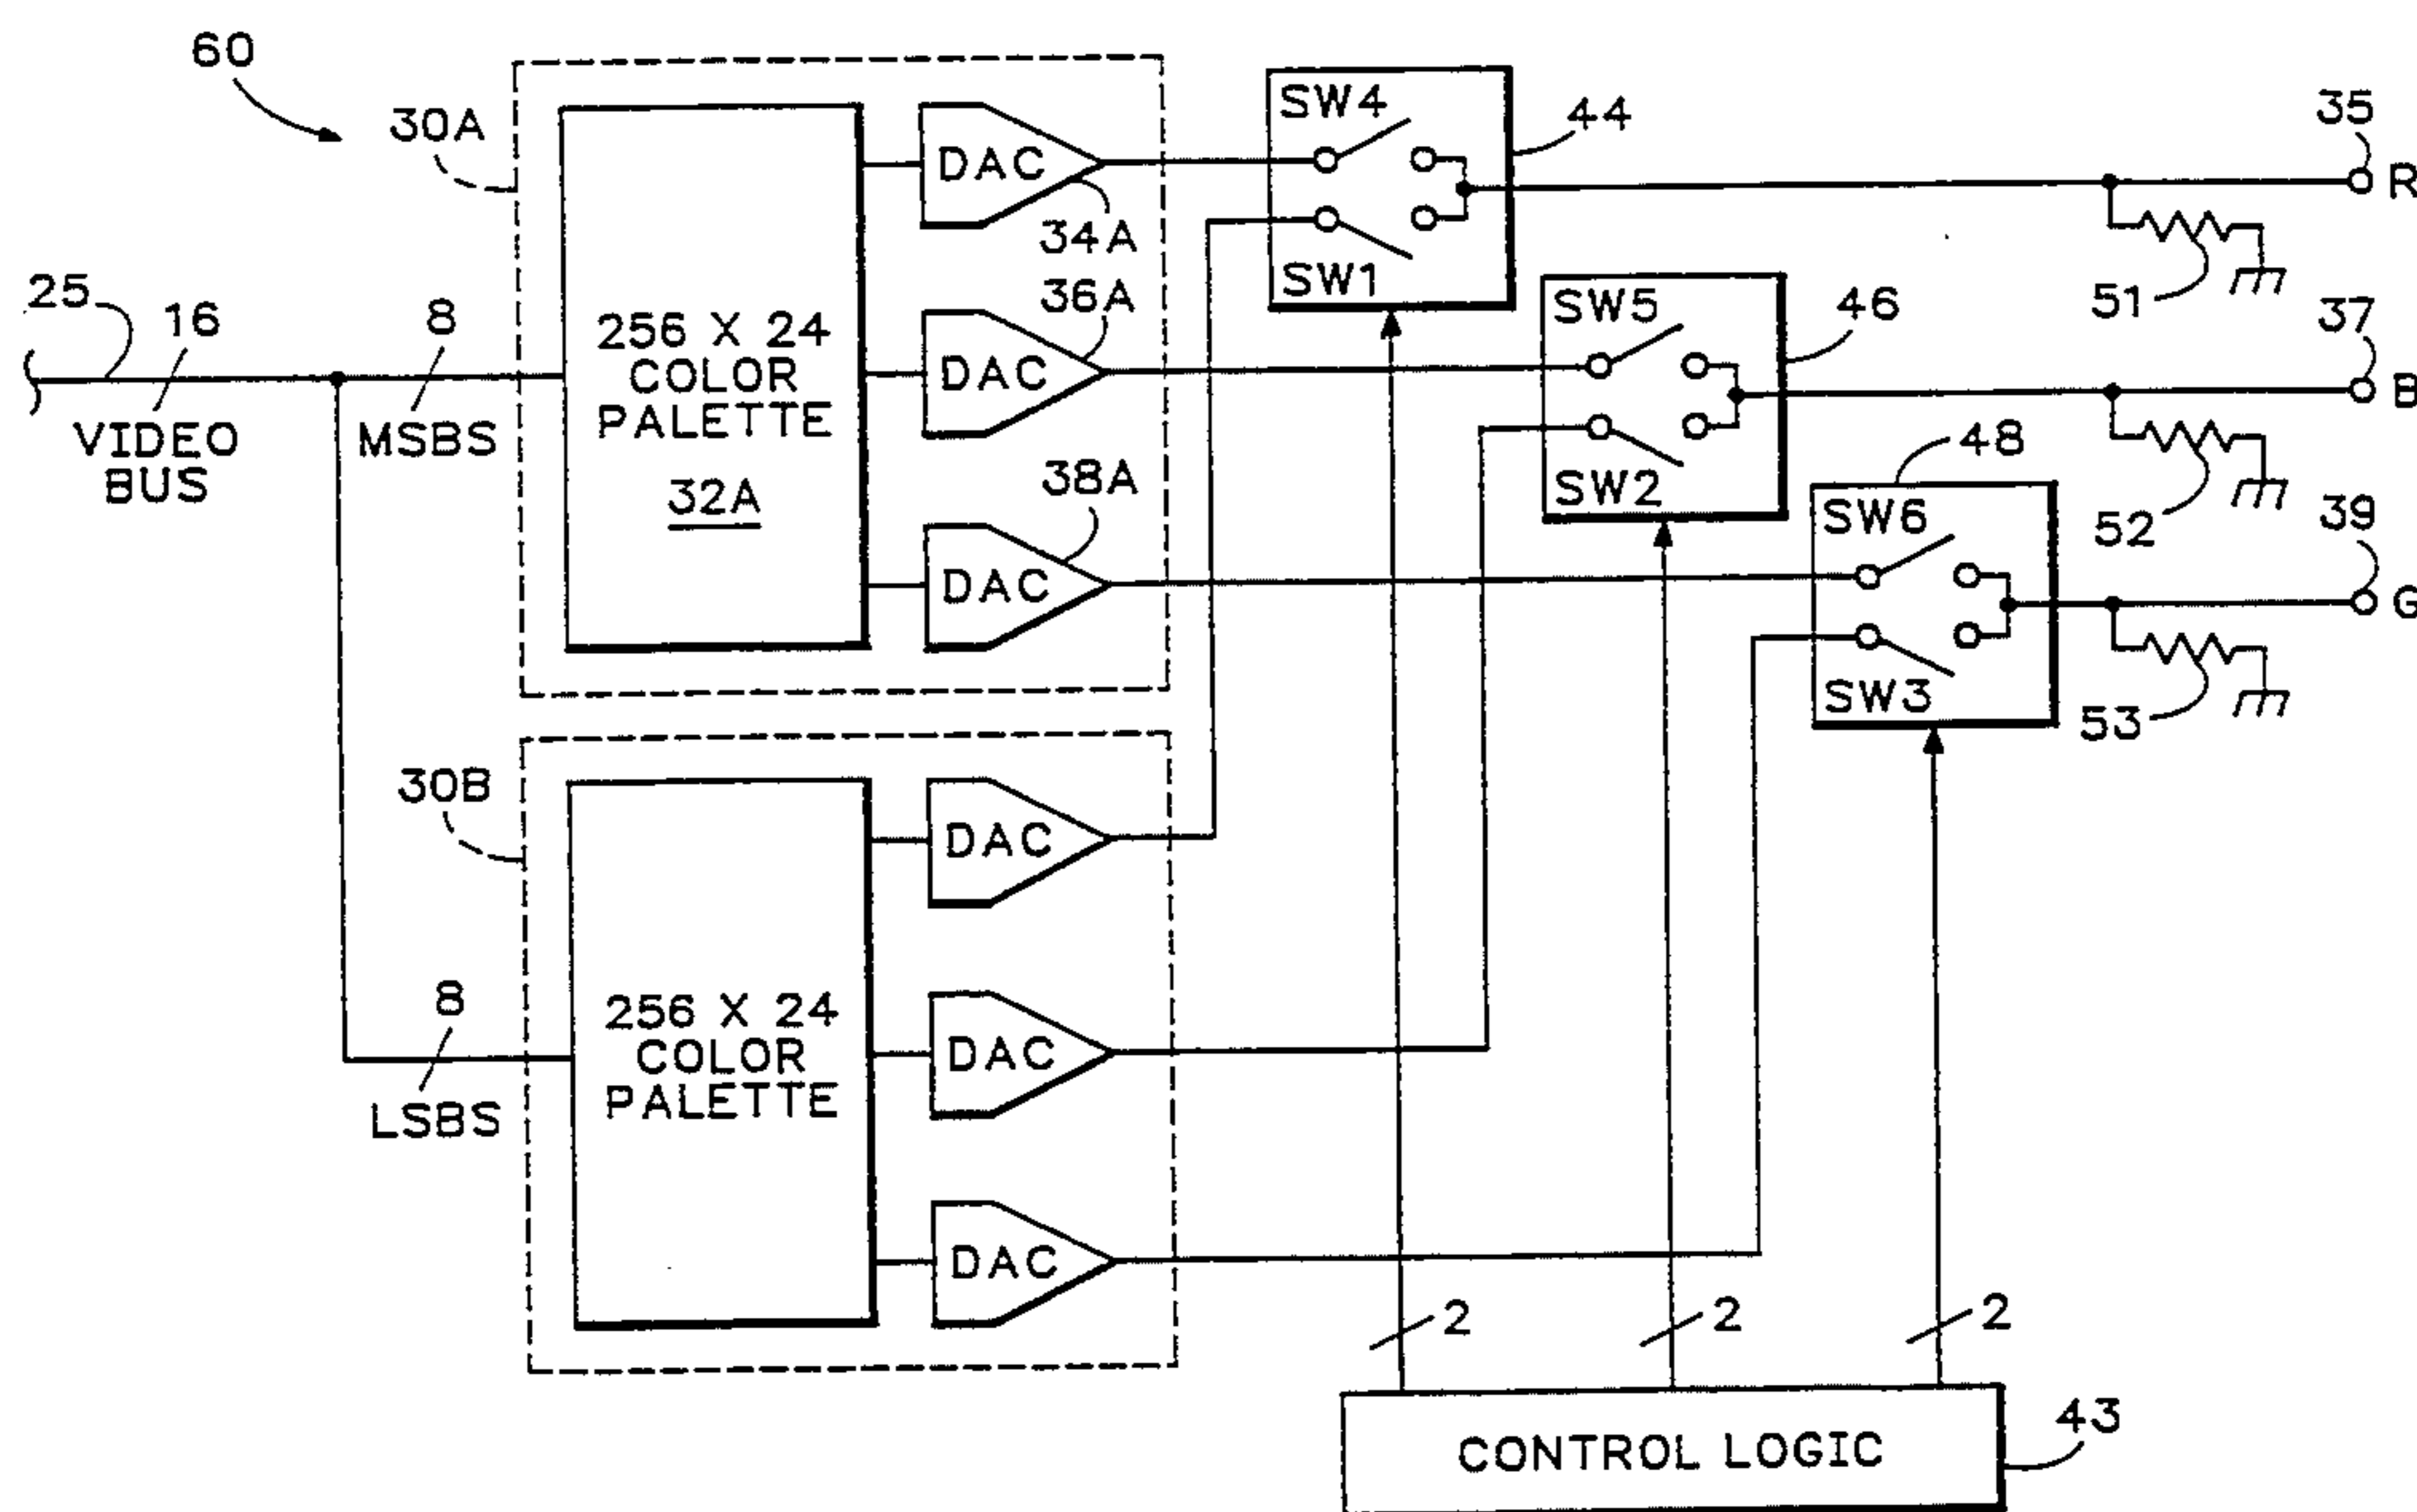 60
30A
256 X 24
COLOR
PALETTE
32A
DAC
34A
DAC
36A
DAC
38A
SW4
SW1
44
35
R
51
25
16
VIDEO
BUS
8
MSBS
SW5
SW2
46
37
B
52
SW6
SW3
48
39
G
53
30B
256 X 24
COLOR
PALETTE
DAC
DAC
DAC
8
LSBS
2
2
2
CONTROL LOGIC
43